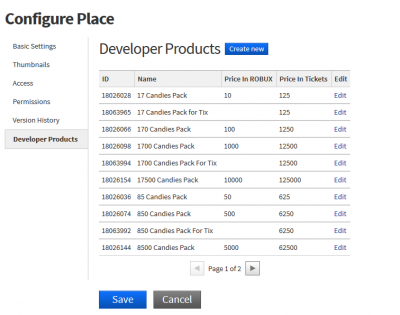 Configure Place
Basic Settings
Thumbnails
Access
Permissions
Version History
Developer Products
Developer Products Create new
ID Name Price In ROBUX Price In Tickets Edit
18026028 17 Candies Pack 10 125 Edit
18063965 17 Candies Pack for Tix 125 Edit
18026066 170 Candies Pack 100 1250 Edit
18026098 1700 Candies Pack 1000 12500 Edit
18063994 1700 Candies Pack For Tix 12500 Edit
18026154 17500 Candies Pack 10000 125000 Edit
18026036 85 Candies Pack 50 625 Edit
18026074 850 Candies Pack 500 6250 Edit
18063992 850 Candies Pack For Tix 6250 Edit
18026144 8500 Candies Pack 5000 62500 Edit
Page 1 of 2
Save Cancel